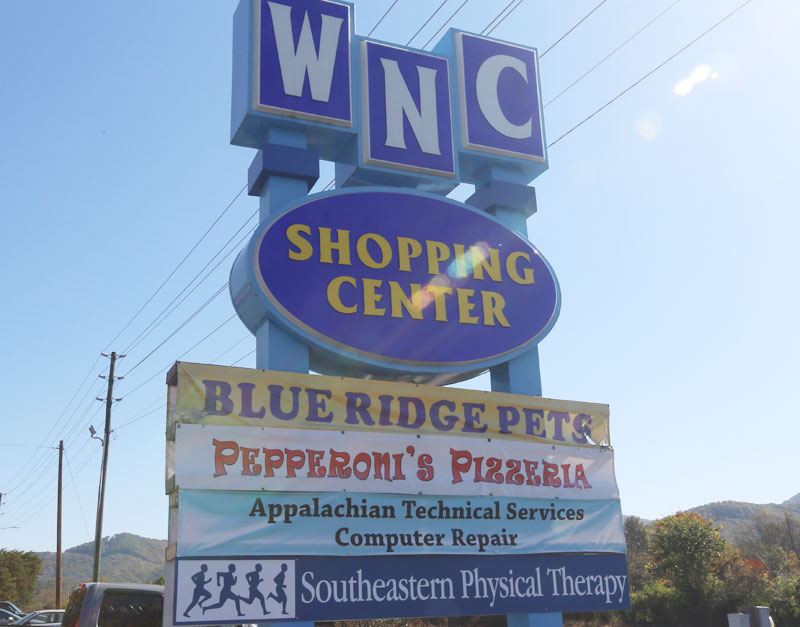 WNC
SHOPPING
CENTER
BLUE RIDGE PETS
PEPPERONI'S PIZZERIA
Appalachian Technical Services
Computer Repair
Southeastern Physical Therapy